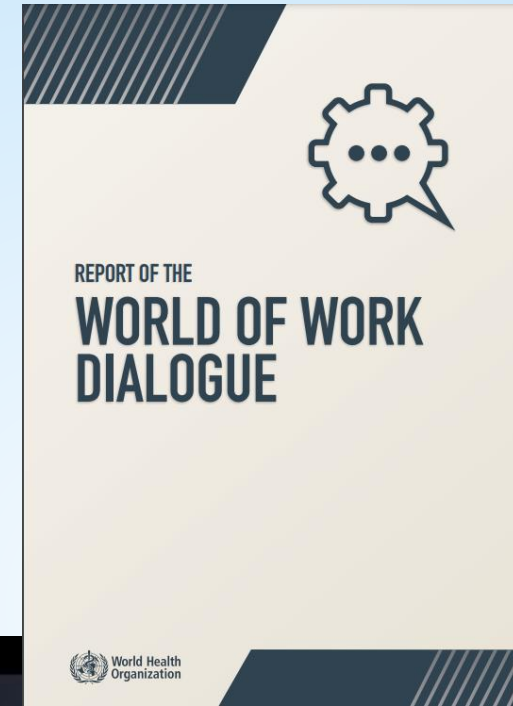 REPORT OF THE
WORLD OF WORK
DIALOGUE
World Health
Organization